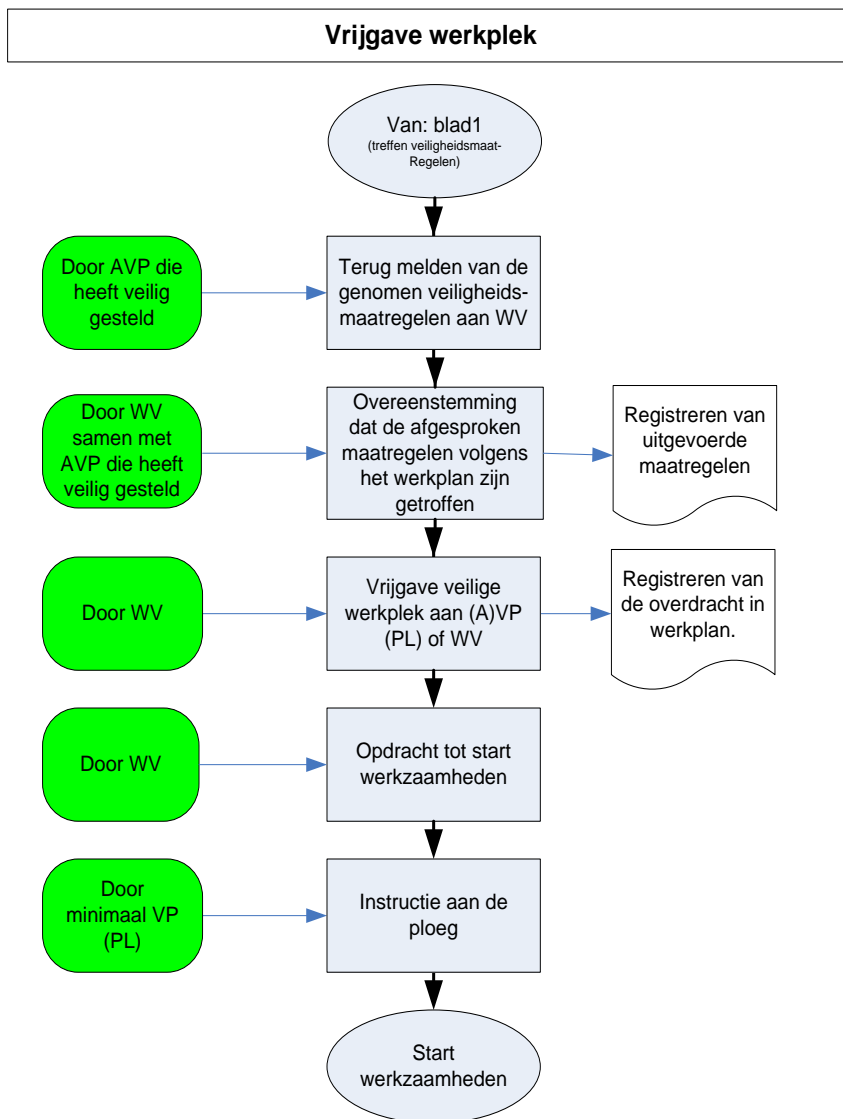 Vrijgave werkplek
Van: blad1
(treffen veiligheidsmaat-
Regelen)
Door AVP die
heeft veilig
gesteld
Terug melden van de
genomen veiligheids-
maatregelen aan WV
Door WV
samen met
AVP die heeft
veilig gesteld
Overeenstemming
dat de afgesproken
maatregelen volgens
het werkplan zijn
getroffen
Registreren van
uitgevoerde
maatregelen
Door WV
Vrijgave veilige
werkplek aan (A)VP
(PL) of WV
Registreren van
de overdracht in
werkplan.
Door WV
Opdracht tot start
werkzaamheden
Door
minimaal VP
(PL)
Instructie aan de
ploeg
Start
werkzaamheden